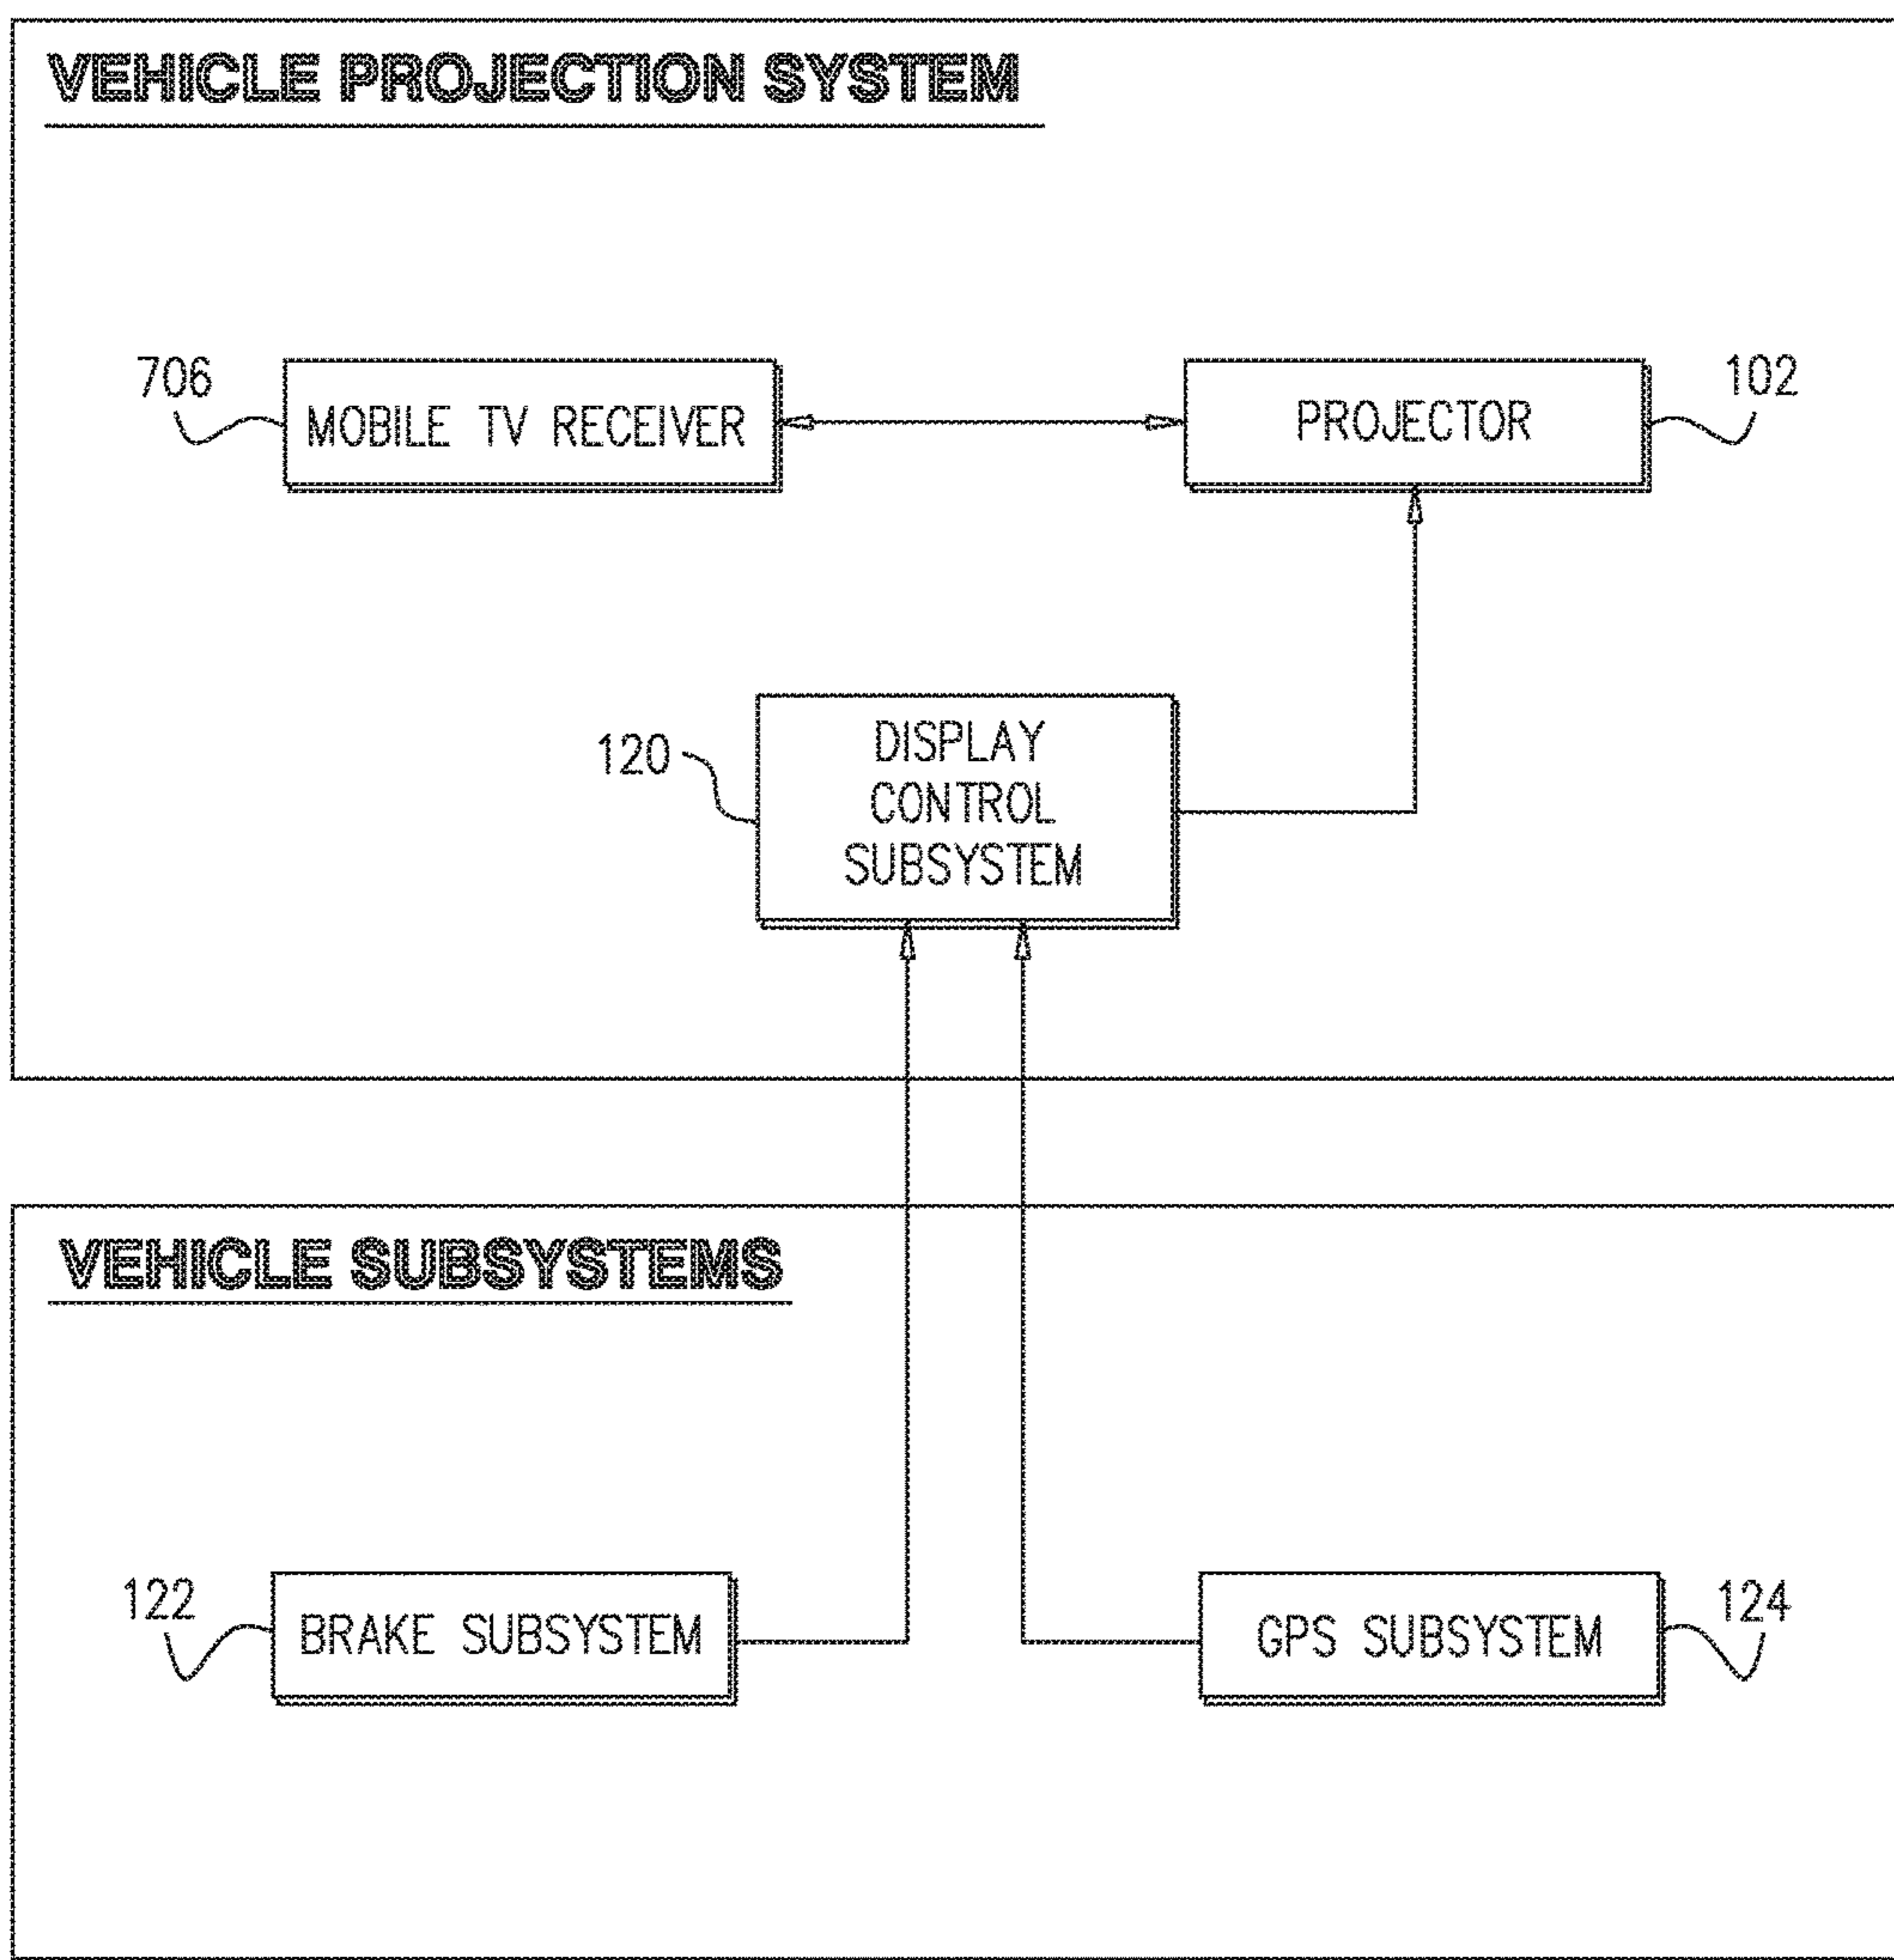 VEHICLE PROJECTION SYSTEM
706
MOBILE TV RECEIVER
PROJECTOR
102
120
DISPLAY
CONTROL
SUBSYSTEM
VEHICLE SUBSYSTEMS
122
BRAKE SUBSYSTEM
GPS SUBSYSTEM
124